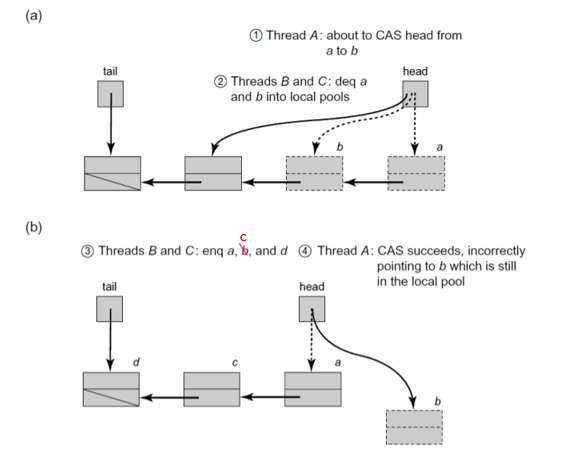 (a)
① Thread A: about to CAS head from
a to b
tail
② Threads B and C: deq a
and b into local pools
head
b
a
(b)
c
③ Threads B and C: enq a, b, and d
④ Thread A: CAS succeeds, incorrectly
pointing to b which is still
in the local pool
tail
head
d
c
a
b